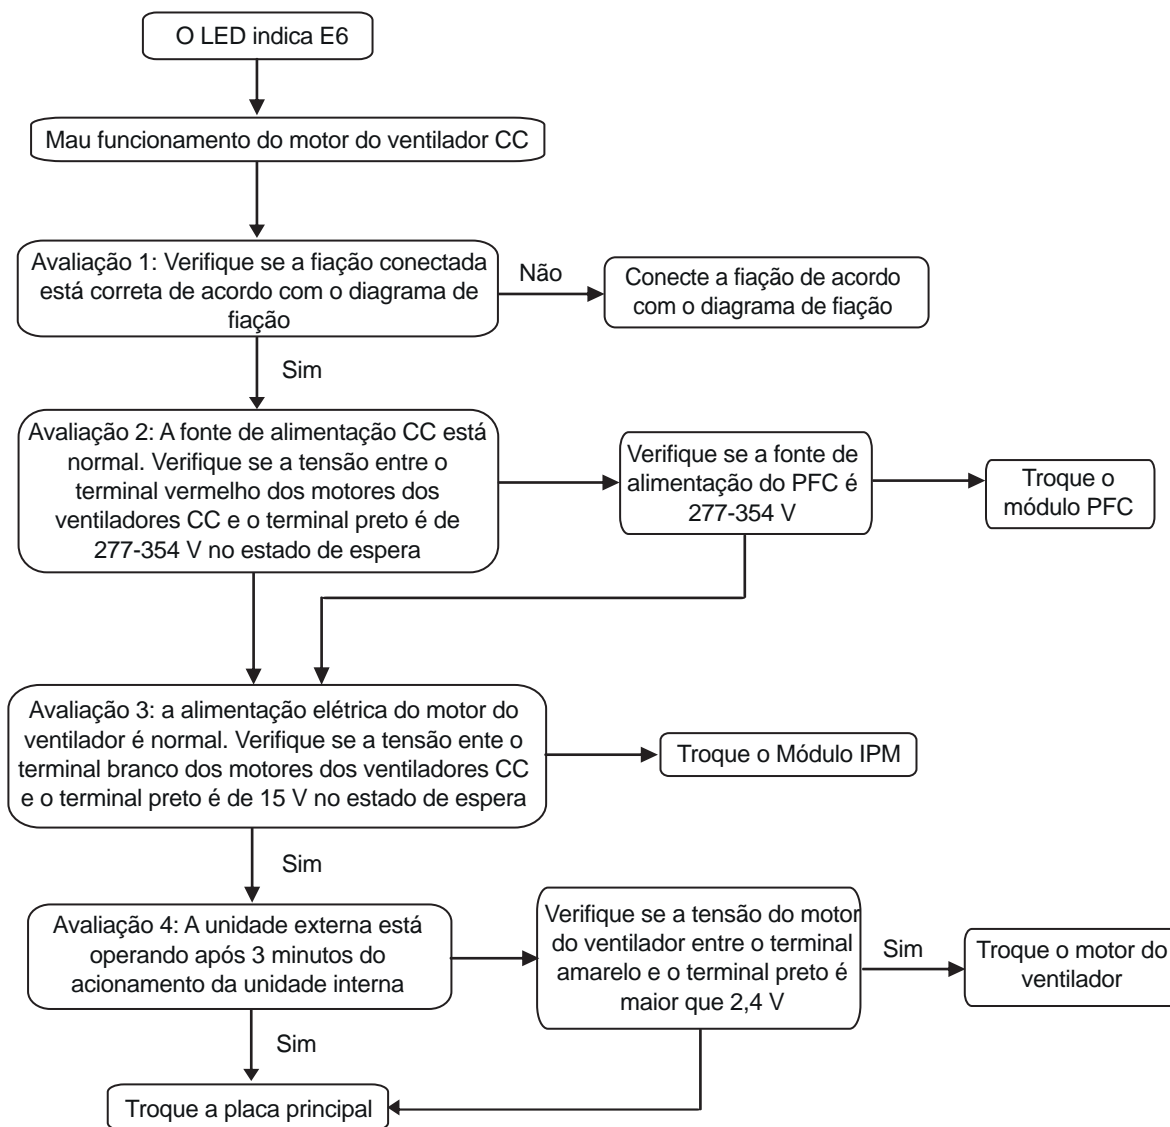 O LED indica E6
Mau funcionamento do motor do ventilador CC
Avaliação 1: Verifique se a fiação conectada
está correta de acordo com o diagrama de
fiação
Não
Conecte a fiação de acordo
com o diagrama de fiação
Sim
Avaliação 2: A fonte de alimentação CC está
normal. Verifique se a tensão entre o
terminal vermelho dos motores dos
ventiladores CC e o terminal preto é de
277-354 V no estado de espera
Verifique se a fonte de
alimentação do PFC é
277-354 V
Troque o
módulo PFC
Avaliação 3: a alimentação elétrica do motor do
ventilador é normal. Verifique se a tensão ente o
terminal branco dos motores dos ventiladores CC
e o terminal preto é de 15 V no estado de espera
Troque o Módulo IPM
Sim
Avaliação 4: A unidade externa está
operando após 3 minutos do
acionamento da unidade interna
Verifique se a tensão do motor
do ventilador entre o terminal
amarelo e o terminal preto é
maior que 2,4 V
Sim
Troque o motor do
ventilador
Sim
Troque a placa principal